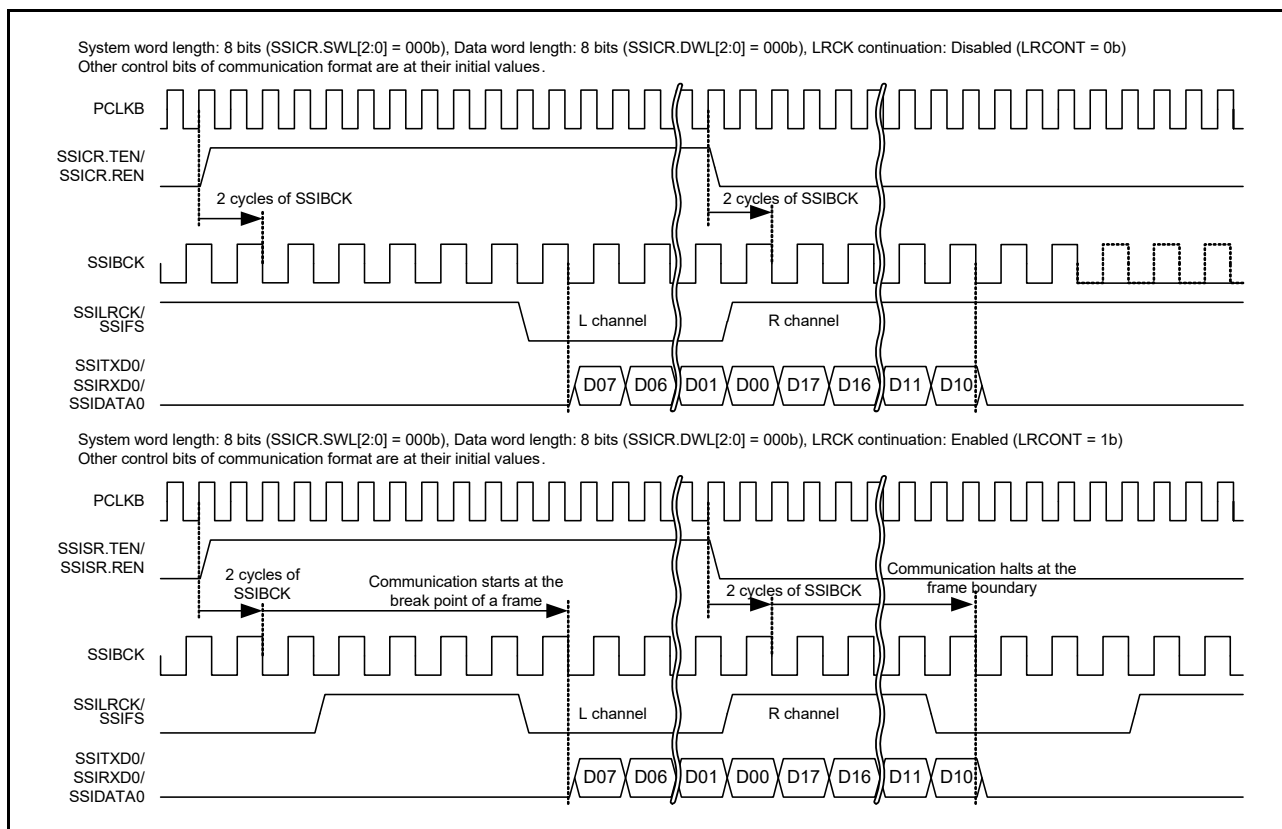 System word length: 8 bits (SSICR.SWL[2:0] = 000b), Data word length: 8 bits (SSICR.DWL[2:0] = 000b), LRCK continuation: Disabled (LRCONT = 0b)
Other control bits of communication format are at their initial values.
PCLKB
SSICR.TEN/
SSICR.REN
2 cycles of SSIBCK
2 cycles of SSIBCK
SSIBCK
SSILRCK/
SSIFS
L channel
R channel
SSITXD0/
SSIRXD0/
SSIDATA0
D07 D06 D01 D00 D17 D16 D11 D10
System word length: 8 bits (SSICR.SWL[2:0] = 000b), Data word length: 8 bits (SSICR.DWL[2:0] = 000b), LRCK continuation: Enabled (LRCONT = 1b)
Other control bits of communication format are at their initial values.
PCLKB
SSISR.TEN/
SSISR.REN
2 cycles of
SSIBCK
Communication starts at the
break point of a frame
2 cycles of SSIBCK
Communication halts at the
frame boundary
SSIBCK
SSILRCK/
SSIFS
L channel
R channel
SSITXD0/
SSIRXD0/
SSIDATA0
D07 D06 D01 D00 D17 D16 D11 D10